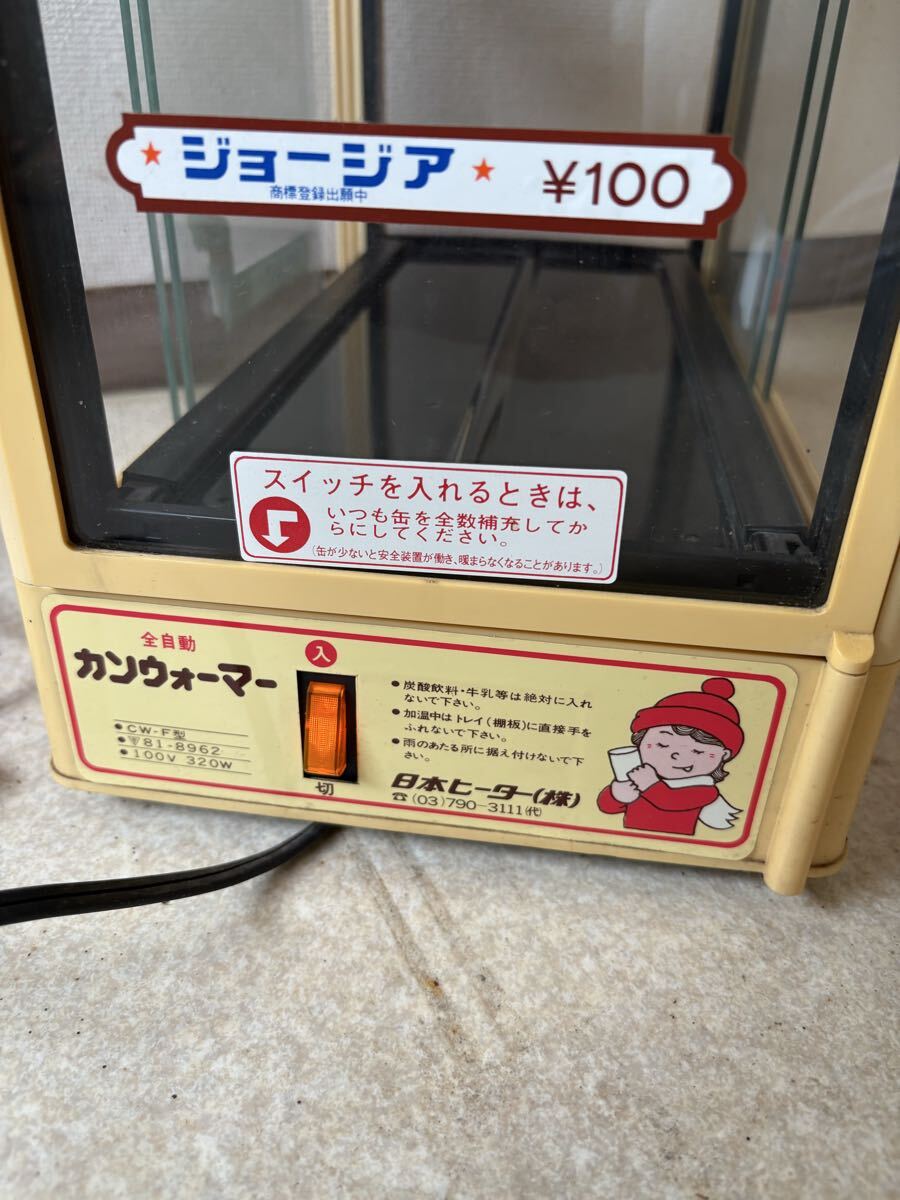 ★ ジョージア ★ ¥100
商標登録出願中
スイッチを入れるときは、
いつも缶を全数補充してか
らにしてください。
(缶が少ないと安全装置が働き、暖まらなくなることがあります。)
全自動
カンウォーマー
●CW-F型
●〒81-8962
●100V 320W
入
切
●炭酸飲料・牛乳等は絶対に入れ
ないで下さい。
●加温中はトレイ(棚板)に直接手を
ふれないで下さい。
●雨のあたる所に据え付けないで下
さい。
日本ヒーター(株)
☎(03)790-3111(代)